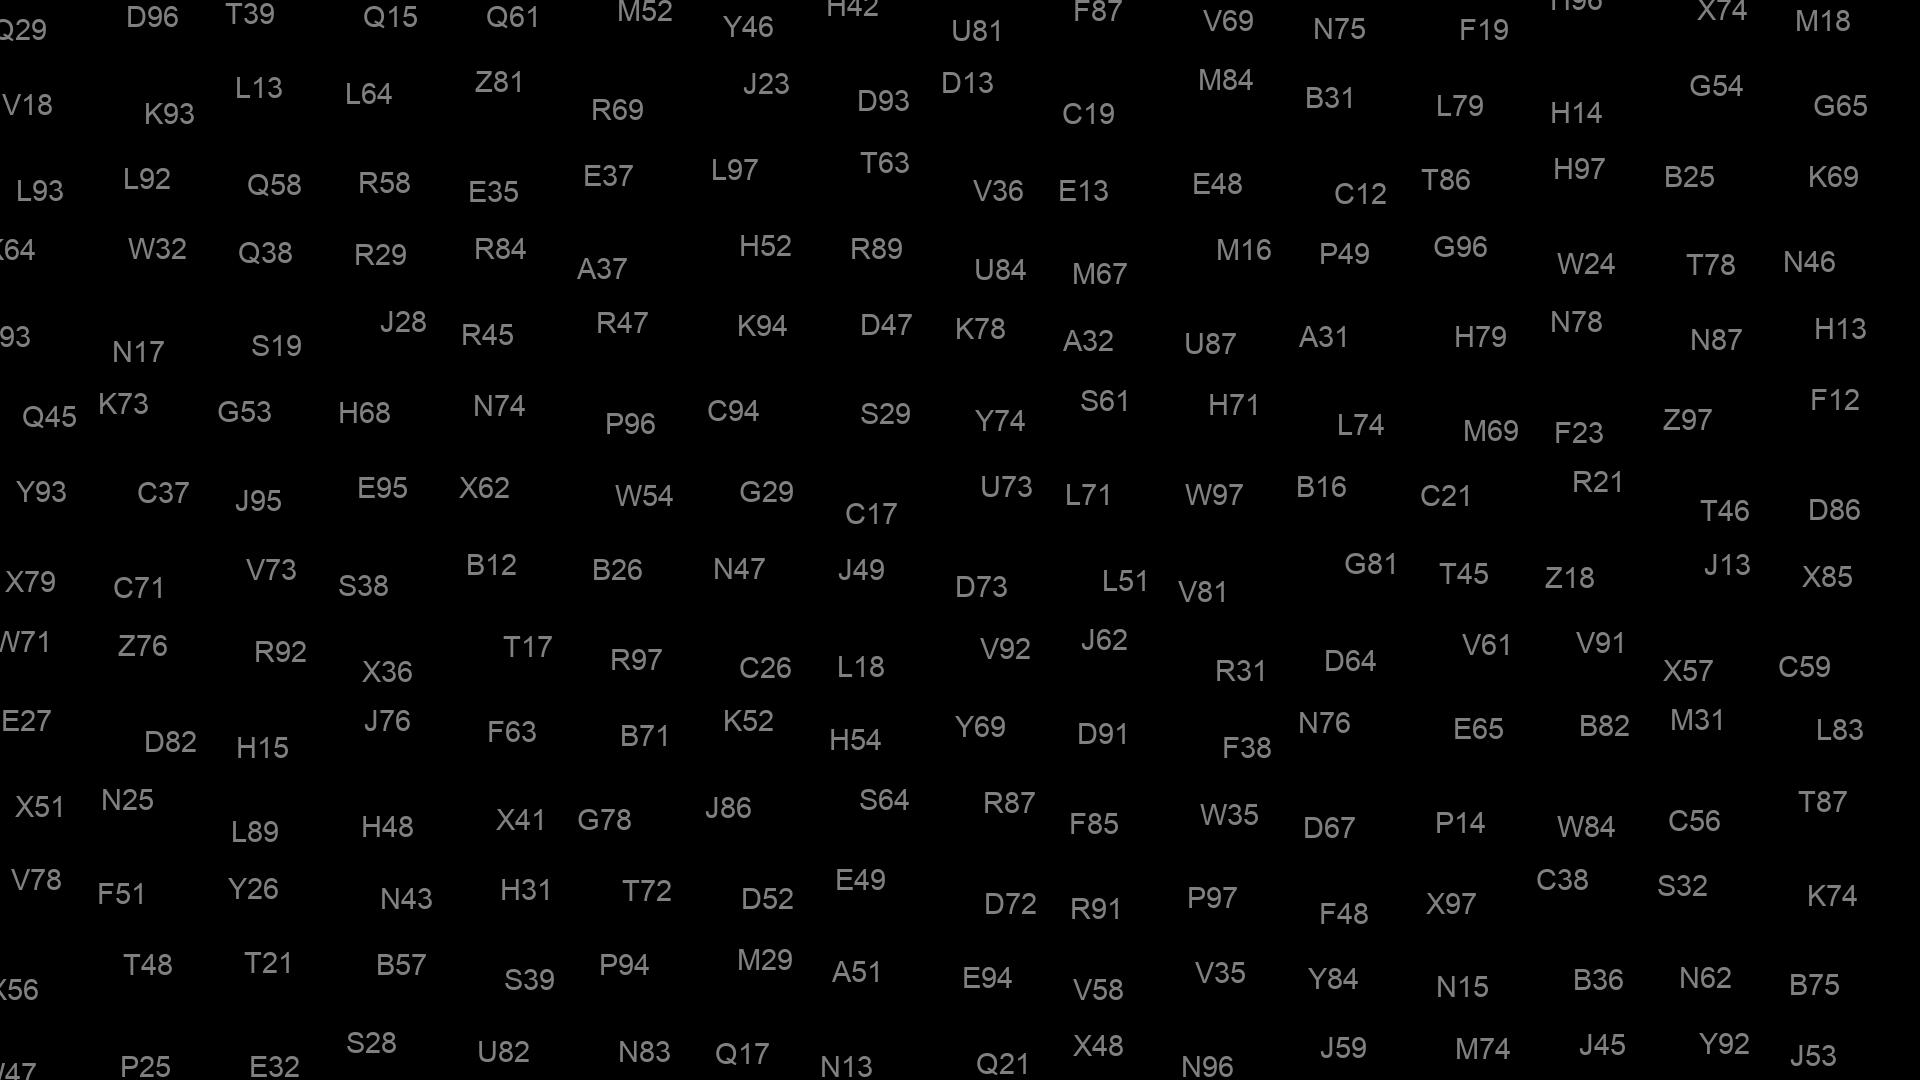 Q29 D96 T39 Q15 Q61 M52 Y46 H42 U81 F87 V69 N75 F19 H96 X74 M18
V18 K93 L13 L64 Z81 R69 J23 D93 D13 C19 M84 B31 L79 H14 G54 G65
L93 L92 Q58 R58 E35 E37 L97 T63 V36 E13 E48 C12 T86 H97 B25 K69
W32 Q38 R29 R84 A37 H52 R89 U84 M67 M16 P49 G96 W24 T78 N46
N17 S19 J28 R45 R47 K94 D47 K78 A32 U87 A31 H79 N78 N87 H13
Q45 K73 G53 H68 N74 P96 C94 S29 Y74 S61 H71 L74 M69 F23 Z97 F12
Y93 C37 J95 E95 X62 W54 G29 C17 U73 L71 W97 B16 C21 R21 T46 D86
X79 C71 V73 S38 B12 B26 N47 J49 D73 L51 V81 G81 T45 Z18 J13 X85
W71 Z76 R92 X36 T17 R97 C26 L18 V92 J62 R31 D64 V61 V91 X57 C59
E27 D82 H15 J76 F63 B71 K52 H54 Y69 D91 F38 N76 E65 B82 M31 L83
X51 N25 L89 H48 X41 G78 J86 S64 R87 F85 W35 D67 P14 W84 C56 T87
V78 F51 Y26 N43 H31 T72 D52 E49 D72 R91 P97 F48 X97 C38 S32 K74
T48 T21 B57 S39 P94 M29 A51 E94 V58 V35 Y84 N15 B36 N62 B75
P25 E32 S28 U82 N83 Q17 N13 Q21 X48 N96 J59 M74 J45 Y92 J53